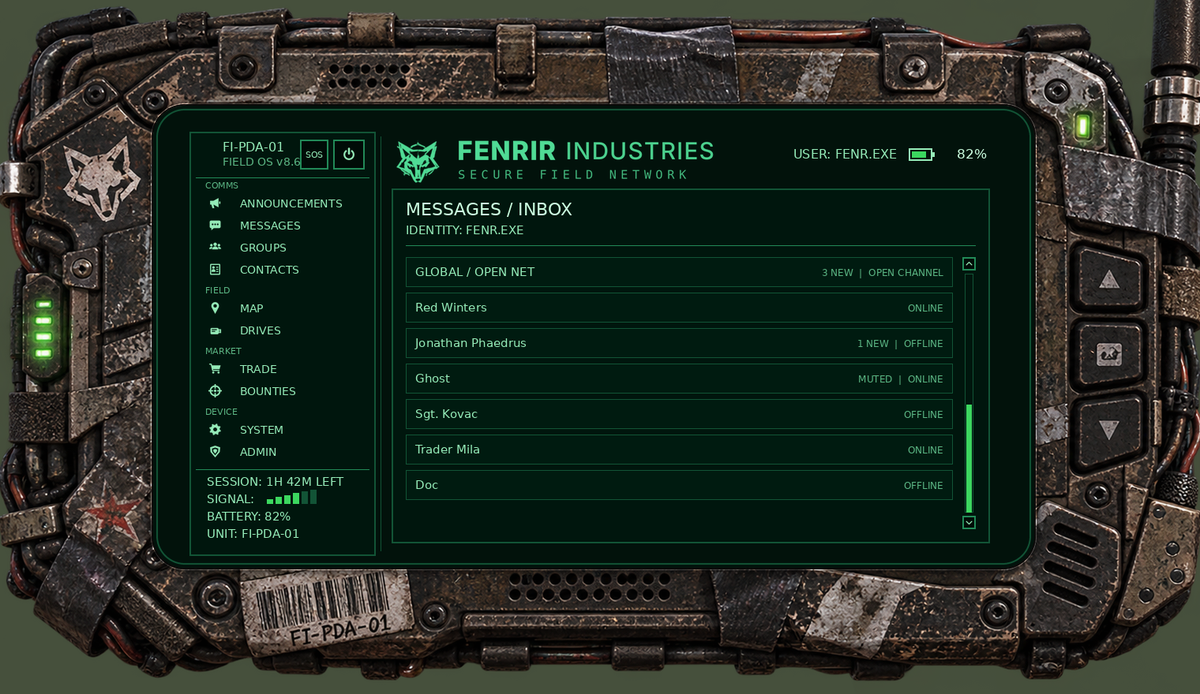 FI-PDA-01
FIELD OS v8.6
SOS
COMMS
ANNOUNCEMENTS
MESSAGES
GROUPS
CONTACTS
FIELD
MAP
DRIVES
MARKET
TRADE
BOUNTIES
DEVICE
SYSTEM
ADMIN
SESSION: 1H 42M LEFT
SIGNAL:
BATTERY: 82%
UNIT: FI-PDA-01
FENRIR INDUSTRIES
SECURE FIELD NETWORK
USER: FENR.EXE 82%
MESSAGES / INBOX
IDENTITY: FENR.EXE
GLOBAL / OPEN NET 3 NEW | OPEN CHANNEL
Red Winters ONLINE
Jonathan Phaedrus 1 NEW | OFFLINE
Ghost MUTED | ONLINE
Sgt. Kovac OFFLINE
Trader Mila ONLINE
Doc OFFLINE
FI-PDA-01